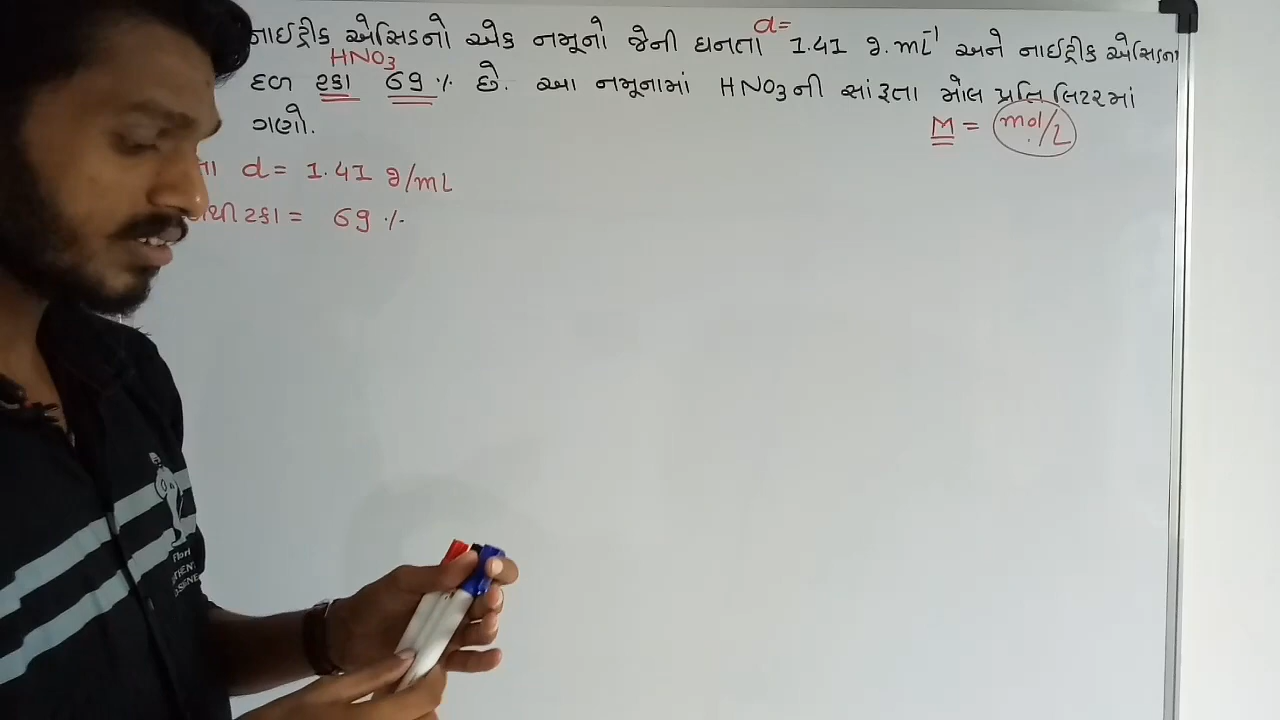 નાઈટ્રીક એસિડનો એક નમૂનો જેની ઘનતા d= 1.41 g.mL⁻¹ અને નાઈટ્રીક એસિડના
HNO3
દળ ટકા 69 % છે. આ નમૂનામાં HNO3ની સાંદ્રતા મોલ પ્રતિ લિટરમાં
ગણો.
M = mol/L
d = 1.41 g/mL
ટકા = 69 %